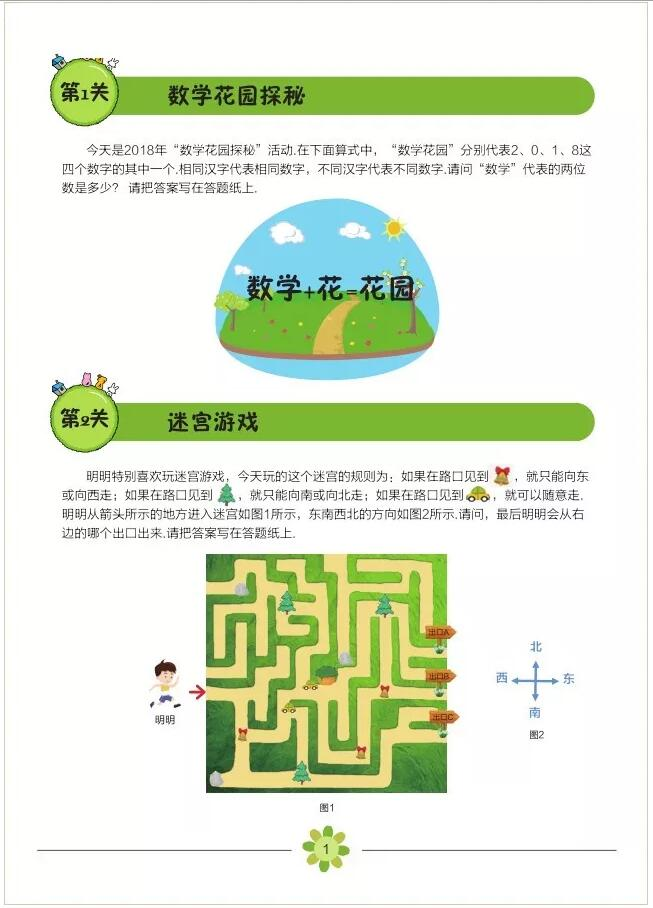 第1关
数学花园探秘
今天是2018年“数学花园探秘”活动.在下面算式中，“数学花园”分别代表2、0、1、8这
四个数字的其中一个.相同汉字代表相同数字，不同汉字代表不同数字.请问“数学”代表的两位
数是多少？ 请把答案写在答题纸上.
数学+花=花园
第2关
迷宫游戏
明明特别喜欢玩迷宫游戏，今天玩的这个迷宫的规则为：如果在路口见到，就只能向东
或向西走；如果在路口见到，就只能向南或向北走；如果在路口见到，就可以随意走.
明明从箭头所示的地方进入迷宫如图1所示，东南西北的方向如图2所示.请问，最后明明会从右
边的哪个出口出来.请把答案写在答题纸上.
出口A
出口B
出口C
明明
图1
北
西 东
南
图2
1